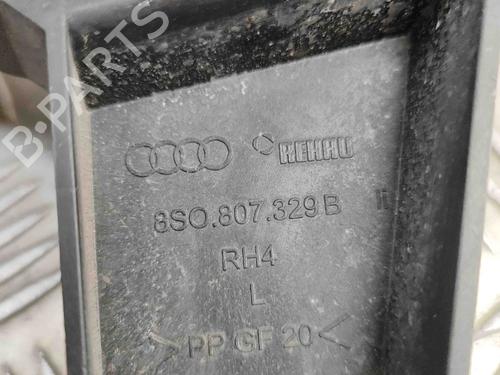 REHAU
8S0.807.329 B
RH4
L
>PP GF 20<
B-PARTS